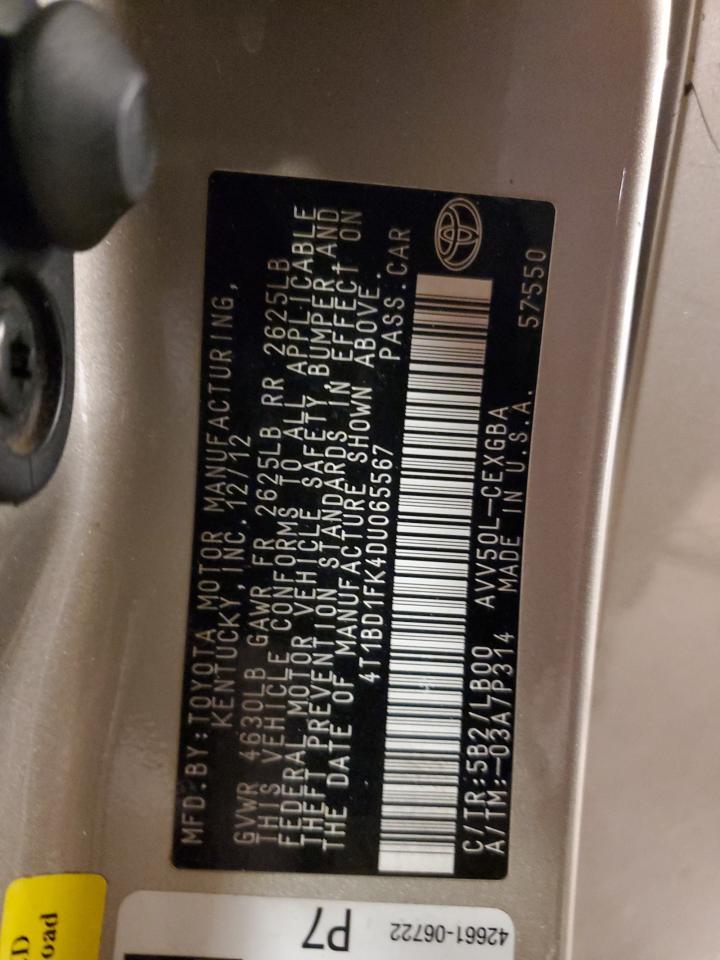 MFD.BY:TOYOTA MOTOR MANUFACTURING,
KENTUCKY,INC.12/12
GVWR 4630LB GAWR FR 2625LB RR 2625LB
THIS VEHICLE CONFORMS TO ALL APPLICABLE
FEDERAL MOTOR VEHICLE SAFETY,BUMPER,AND
THEFT PREVENTION STANDARDS IN EFFECT ON
THE DATE OF MANUFACTURE SHOWN ABOVE.
4T1BD1FK4DU065567 PASS.CAR
C/TR:5B2/LB00 AVV50L-CEXGBA
A/TM:-03A7P314 MADE IN U.S.A. 57550
P7
42661-06722
oad